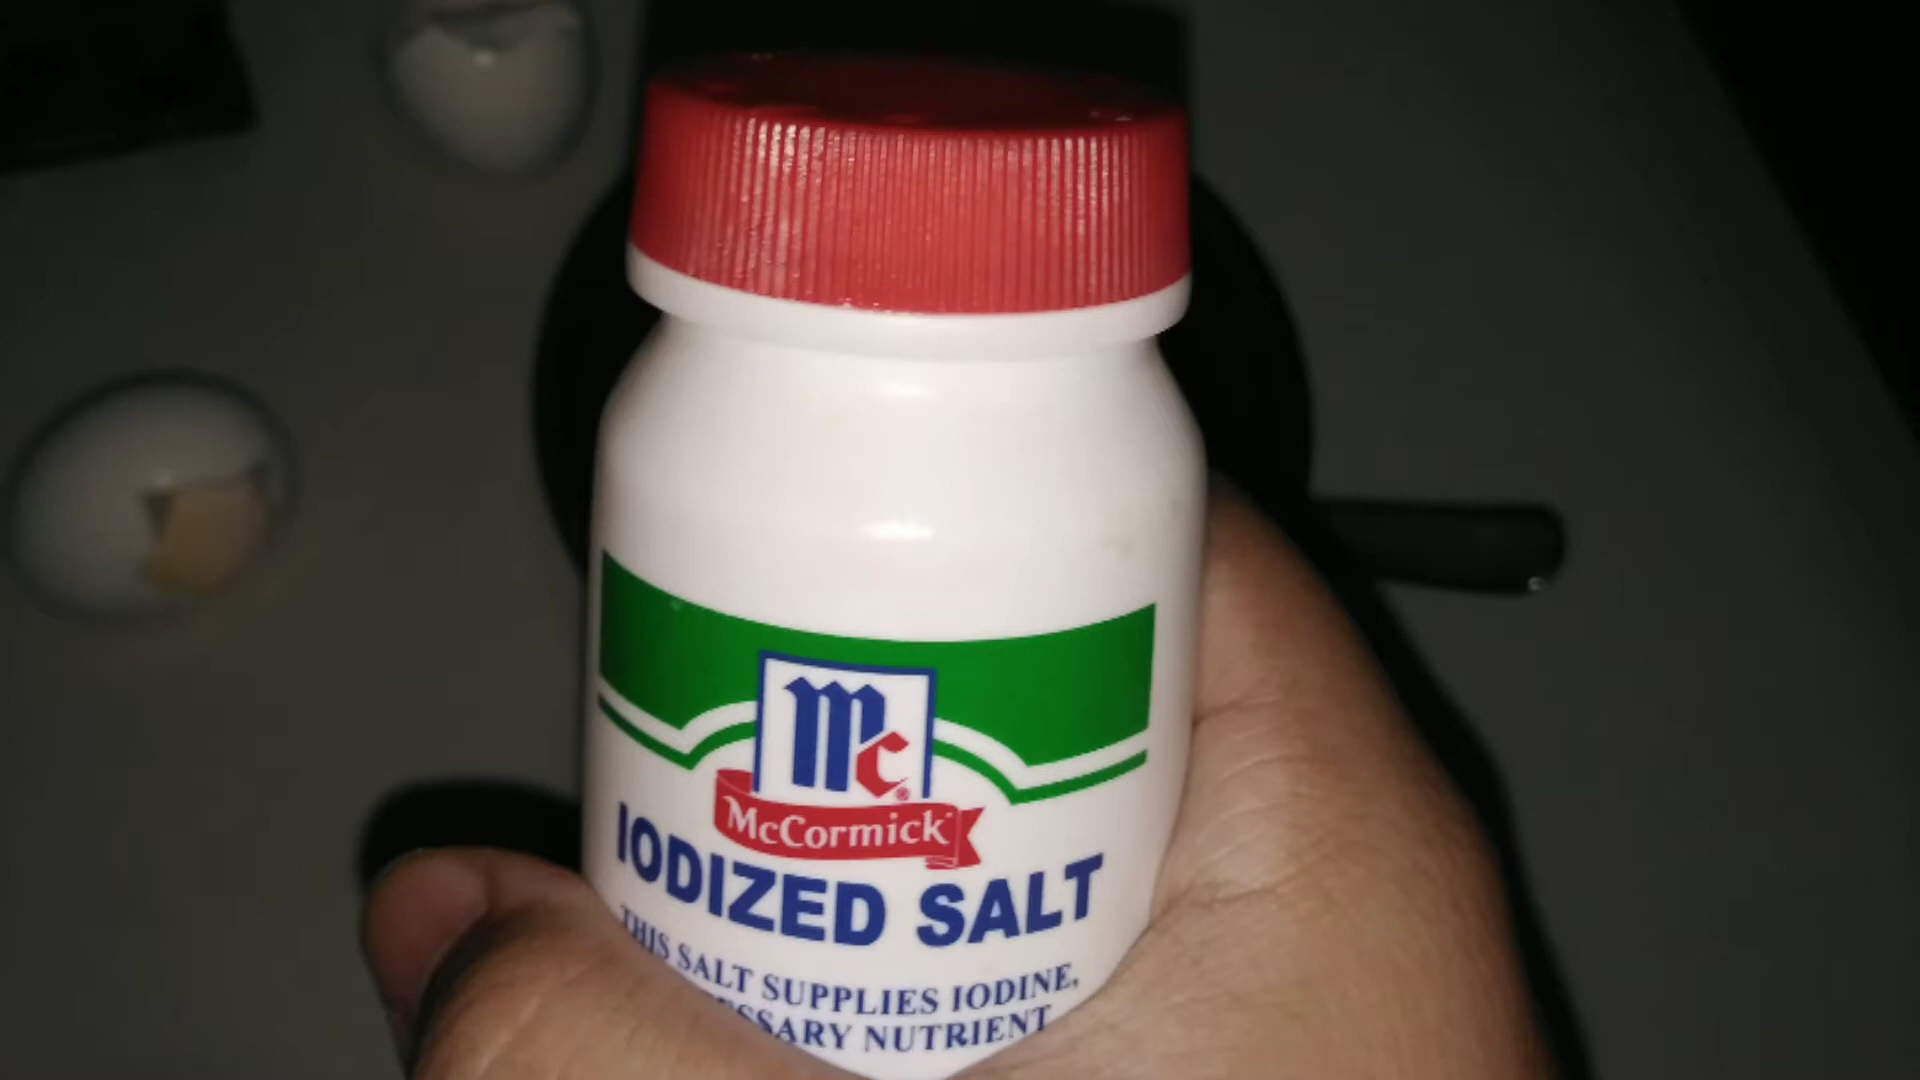 Mc
McCormick
IODIZED SALT
THIS SALT SUPPLIES IODINE,
NUTRIENT